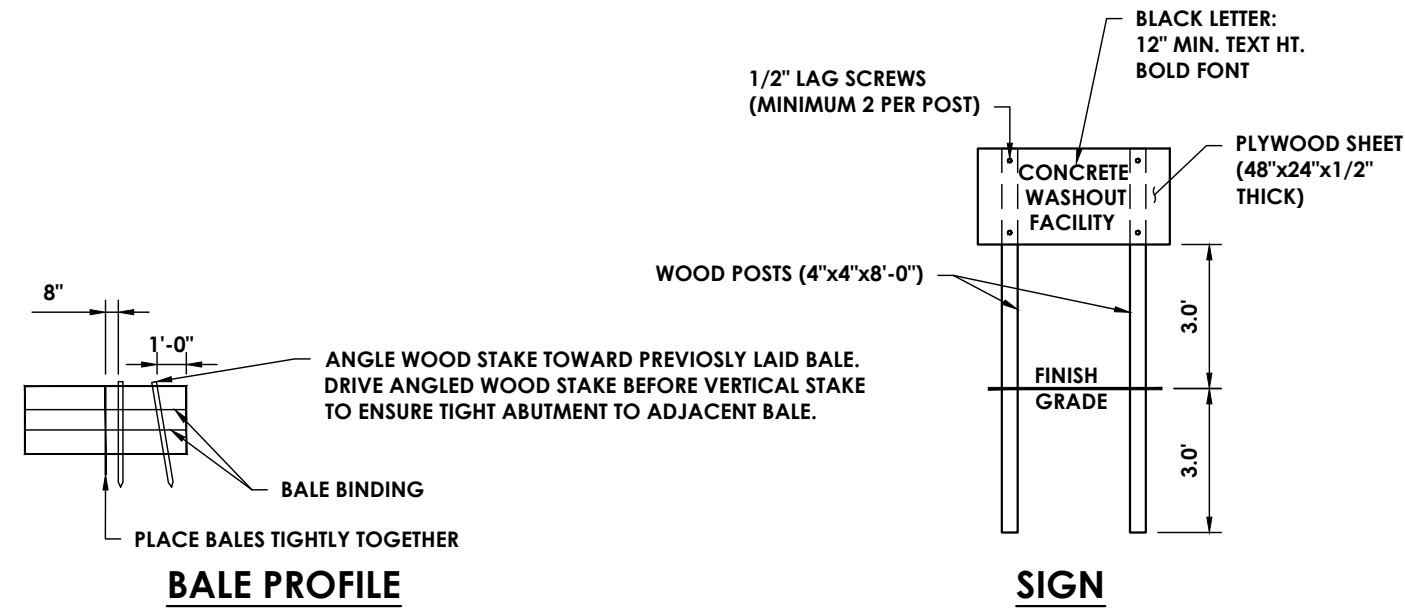 8"
1'-0"
ANGLE WOOD STAKE TOWARD PREVIOSLY LAID BALE.
DRIVE ANGLED WOOD STAKE BEFORE VERTICAL STAKE
TO ENSURE TIGHT ABUTMENT TO ADJACENT BALE.
BALE BINDING
PLACE BALES TIGHTLY TOGETHER
BALE PROFILE
BLACK LETTER:
12" MIN. TEXT HT.
BOLD FONT
1/2" LAG SCREWS
(MINIMUM 2 PER POST)
PLYWOOD SHEET
(48"x24"x1/2"
THICK)
CONCRETE
WASHOUT
FACILITY
WOOD POSTS (4"x4"x8'-0")
3.0'
FINISH
GRADE
3.0'
SIGN